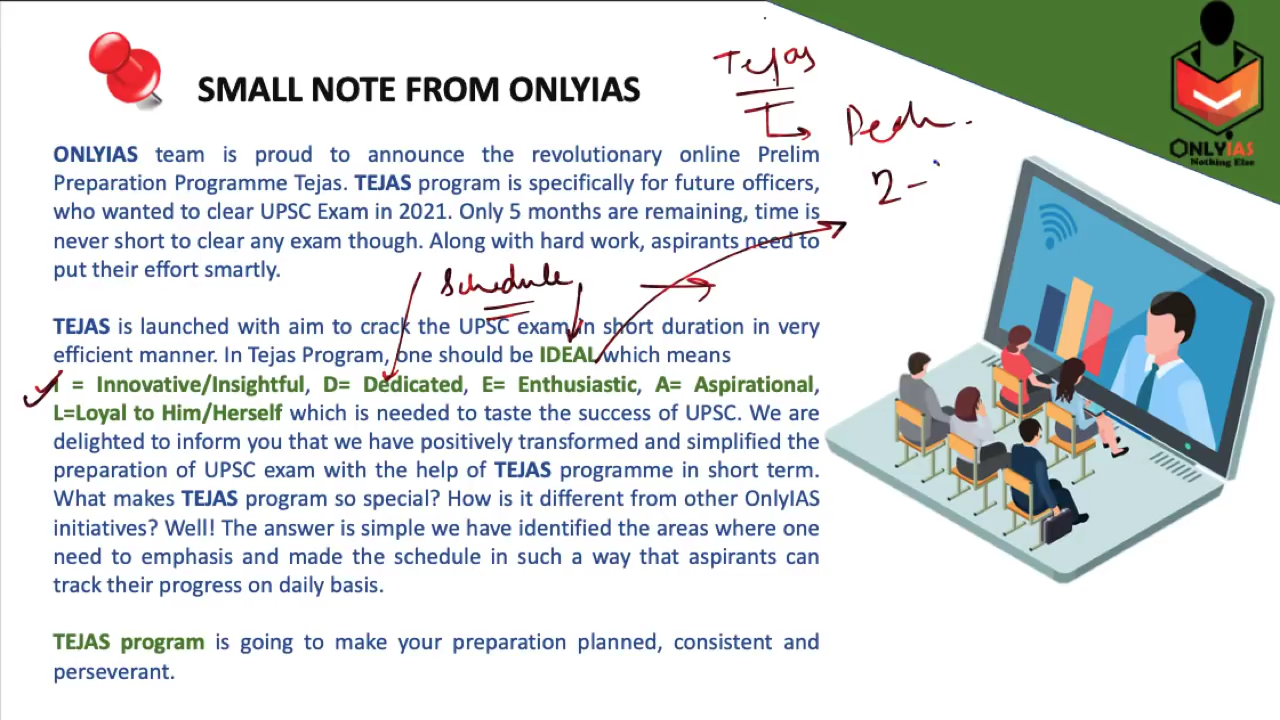 Tejas
SMALL NOTE FROM ONLYIAS
ONLYIAS
Nothing Else
2-
ONLYIAS team is proud to announce the revolutionary online Prelim
Preparation Programme Tejas. TEJAS program is specifically for future officers,
who wanted to clear UPSC Exam in 2021. Only 5 months are remaining, time is
never short to clear any exam though. Along with hard work, aspirants need to
put their effort smartly.
Schedule
TEJAS is launched with aim to crack the UPSC exam in short duration in very
efficient manner. In Tejas Program, one should be IDEAL which means
I = Innovative/Insightful, D= Dedicated, E= Enthusiastic, A= Aspirational,
L=Loyal to Him/Herself which is needed to taste the success of UPSC. We are
delighted to inform you that we have positively transformed and simplified the
preparation of UPSC exam with the help of TEJAS programme in short term.
What makes TEJAS program so special? How is it different from other OnlyIAS
initiatives? Well! The answer is simple we have identified the areas where one
need to emphasis and made the schedule in such a way that aspirants can
track their progress on daily basis.
TEJAS program is going to make your preparation planned, consistent and
perseverant.